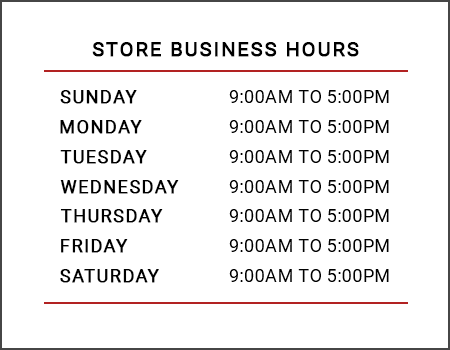 STORE BUSINESS HOURS
SUNDAY 9:00AM TO 5:00PM
MONDAY 9:00AM TO 5:00PM
TUESDAY 9:00AM TO 5:00PM
WEDNESDAY 9:00AM TO 5:00PM
THURSDAY 9:00AM TO 5:00PM
FRIDAY 9:00AM TO 5:00PM
SATURDAY 9:00AM TO 5:00PM